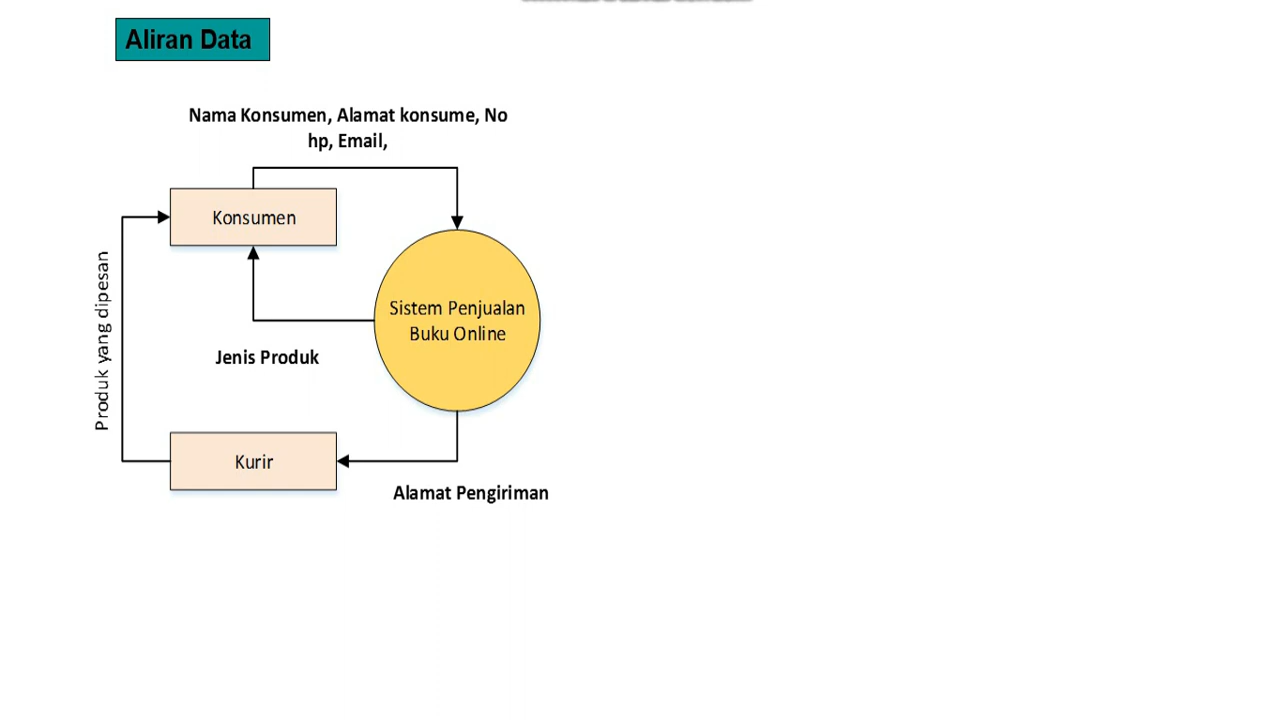 Aliran Data
Nama Konsumen, Alamat konsume, No
hp, Email,
Konsumen
Produk yang dipesan
Sistem Penjualan
Buku Online
Jenis Produk
Kurir
Alamat Pengiriman